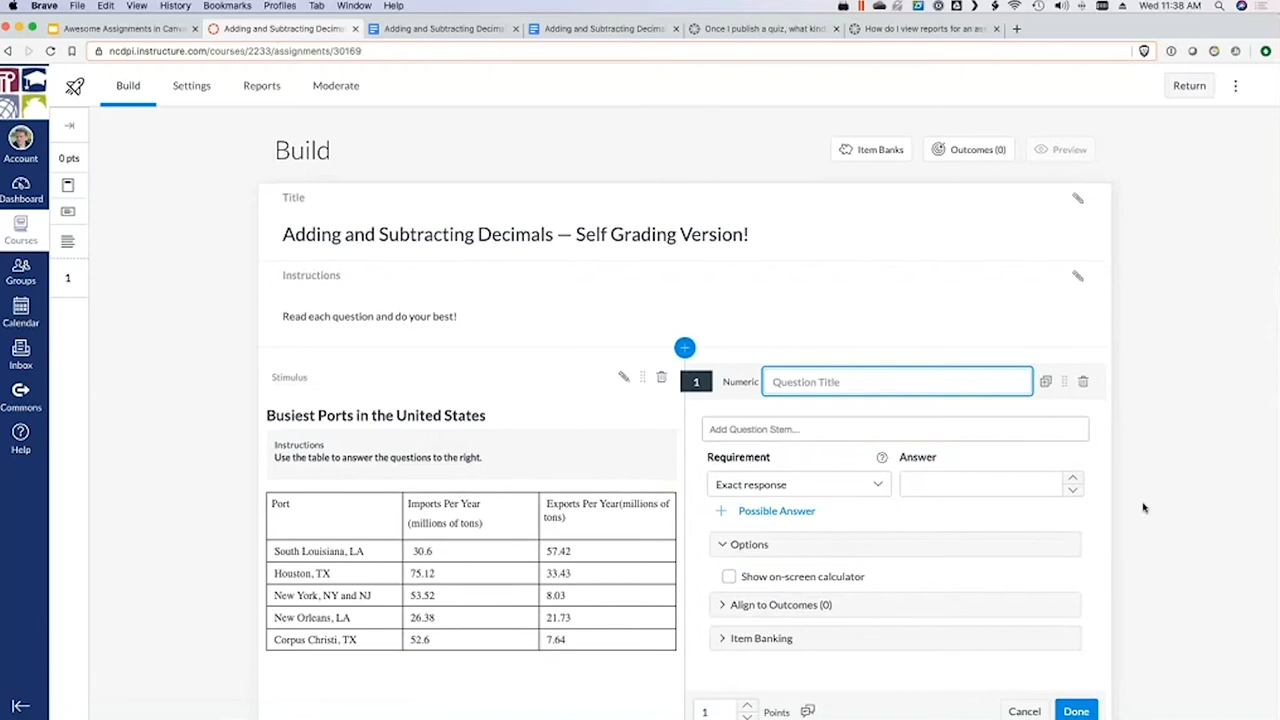 Brave File Edit View History Bookmarks Profiles Tab Window Help Wed 11:38 AM
Awesome Assignments in Canv Adding and Subtracting Decima Adding and Subtracting Decima Adding and Subtracting Decima Once I publish a quiz, what kind How do I view reports for an ass
ncdpi.instructure.com/courses/2233/assignments/30169
Build Settings Reports Moderate Return
Account
Dashboard
Courses
Groups
Calendar
Inbox
Commons
Help
0 pts
1
Build
Item Banks Outcomes (0) Preview
Title
Adding and Subtracting Decimals — Self Grading Version!
Instructions
Read each question and do your best!
Stimulus
Busiest Ports in the United States
Instructions
Use the table to answer the questions to the right.
Port Imports Per Year Exports Per Year(millions of
(millions of tons) tons)
South Louisiana, LA 30.6 57.42
Houston, TX 75.12 33.43
New York, NY and NJ 53.52 8.03
New Orleans, LA 26.38 21.73
Corpus Christi, TX 52.6 7.64
1 Numeric Question Title
Add Question Stem...
Requirement Answer
Exact response
Possible Answer
Options
Show on-screen calculator
Align to Outcomes (0)
Item Banking
1 Points Cancel Done